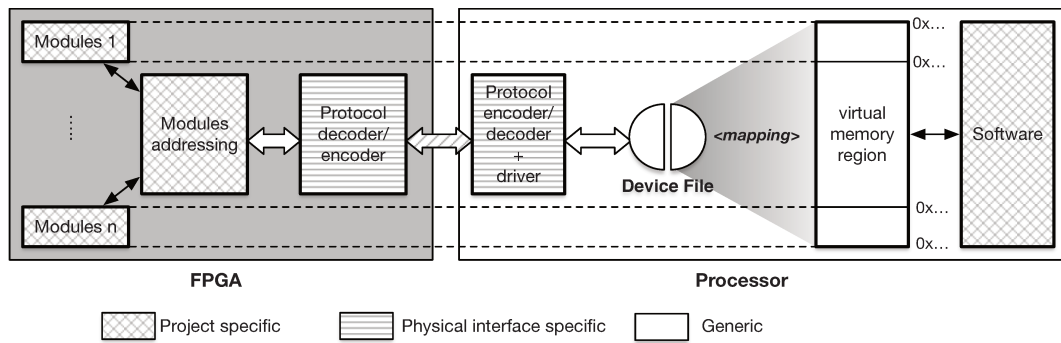 Modules 1
Modules
addressing
Modules n
Protocol
decoder/
encoder
Protocol
encoder/
decoder
+
driver
Device File
<mapping>
virtual
memory
region
0x...
0x...
0x...
0x...
Software
FPGA
Processor
Project specific
Physical interface specific
Generic